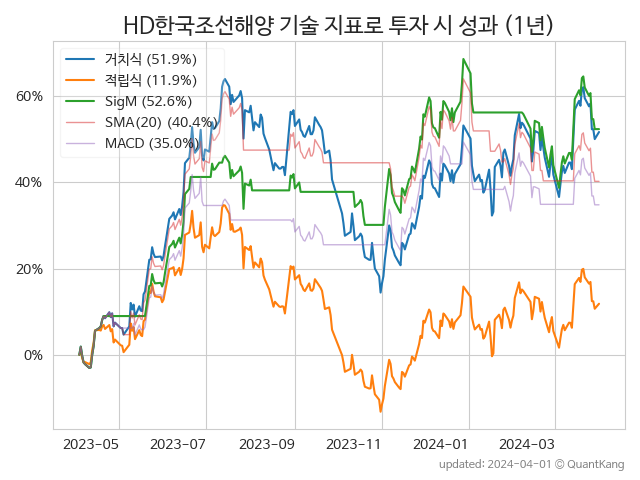 HD한국조선해양 기술 지표로 투자 시 성과 (1년)
거치식 (51.9%)
적립식 (11.9%)
SigM (52.6%)
SMA(20) (40.4%)
MACD (35.0%)
60%
40%
20%
0%
2023-05 2023-07 2023-09 2023-11 2024-01 2024-03
updated: 2024-04-01 © QuantKang